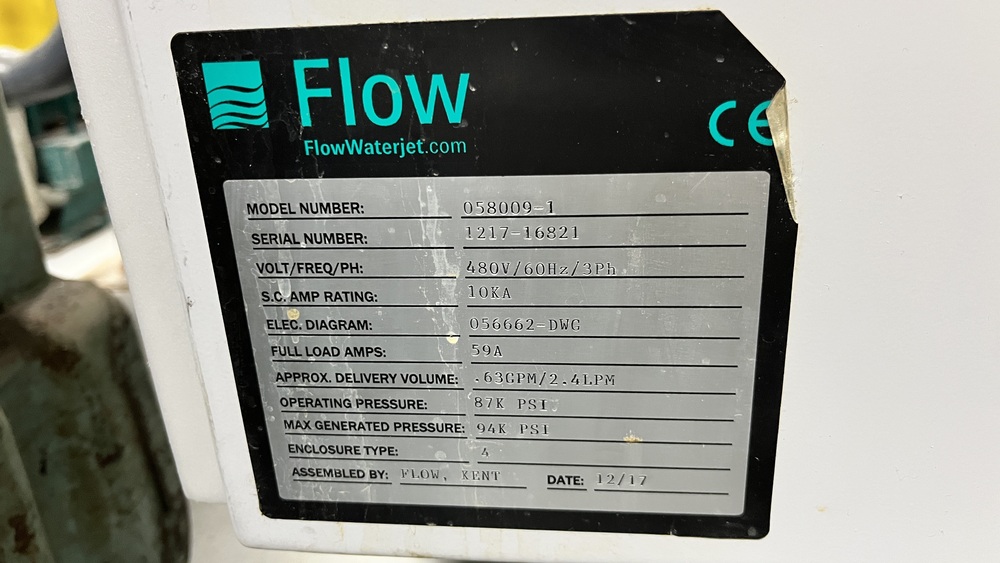 Flow
FlowWaterjet.com
CE
MODEL NUMBER: 058009-1
SERIAL NUMBER: 1217-16821
VOLT/FREQ/PH: 480V/60Hz/3Ph
S.C. AMP RATING: 10KA
ELEC. DIAGRAM: 056662-DWG
FULL LOAD AMPS: 59A
APPROX. DELIVERY VOLUME: .63GPM/2.4LPM
OPERATING PRESSURE: 87K PSI
MAX GENERATED PRESSURE: 94K PSI
ENCLOSURE TYPE: 4
ASSEMBLED BY: FLOW, KENT DATE: 12/17